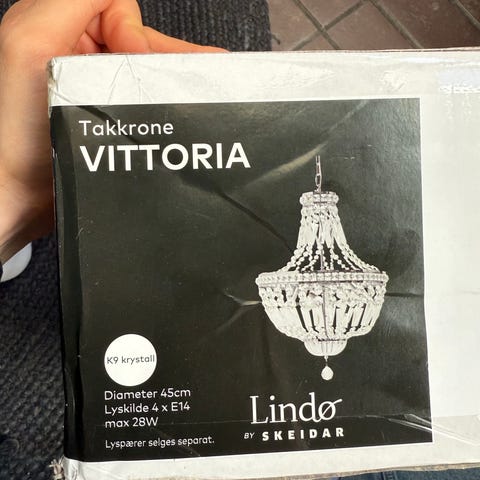 Takkrone
VITTORIA
K9 krystall
Diameter 45cm
Lyskilde 4 x E14
max 28W
Lyspærer selges separat.
Lindø
BY SKEIDAR